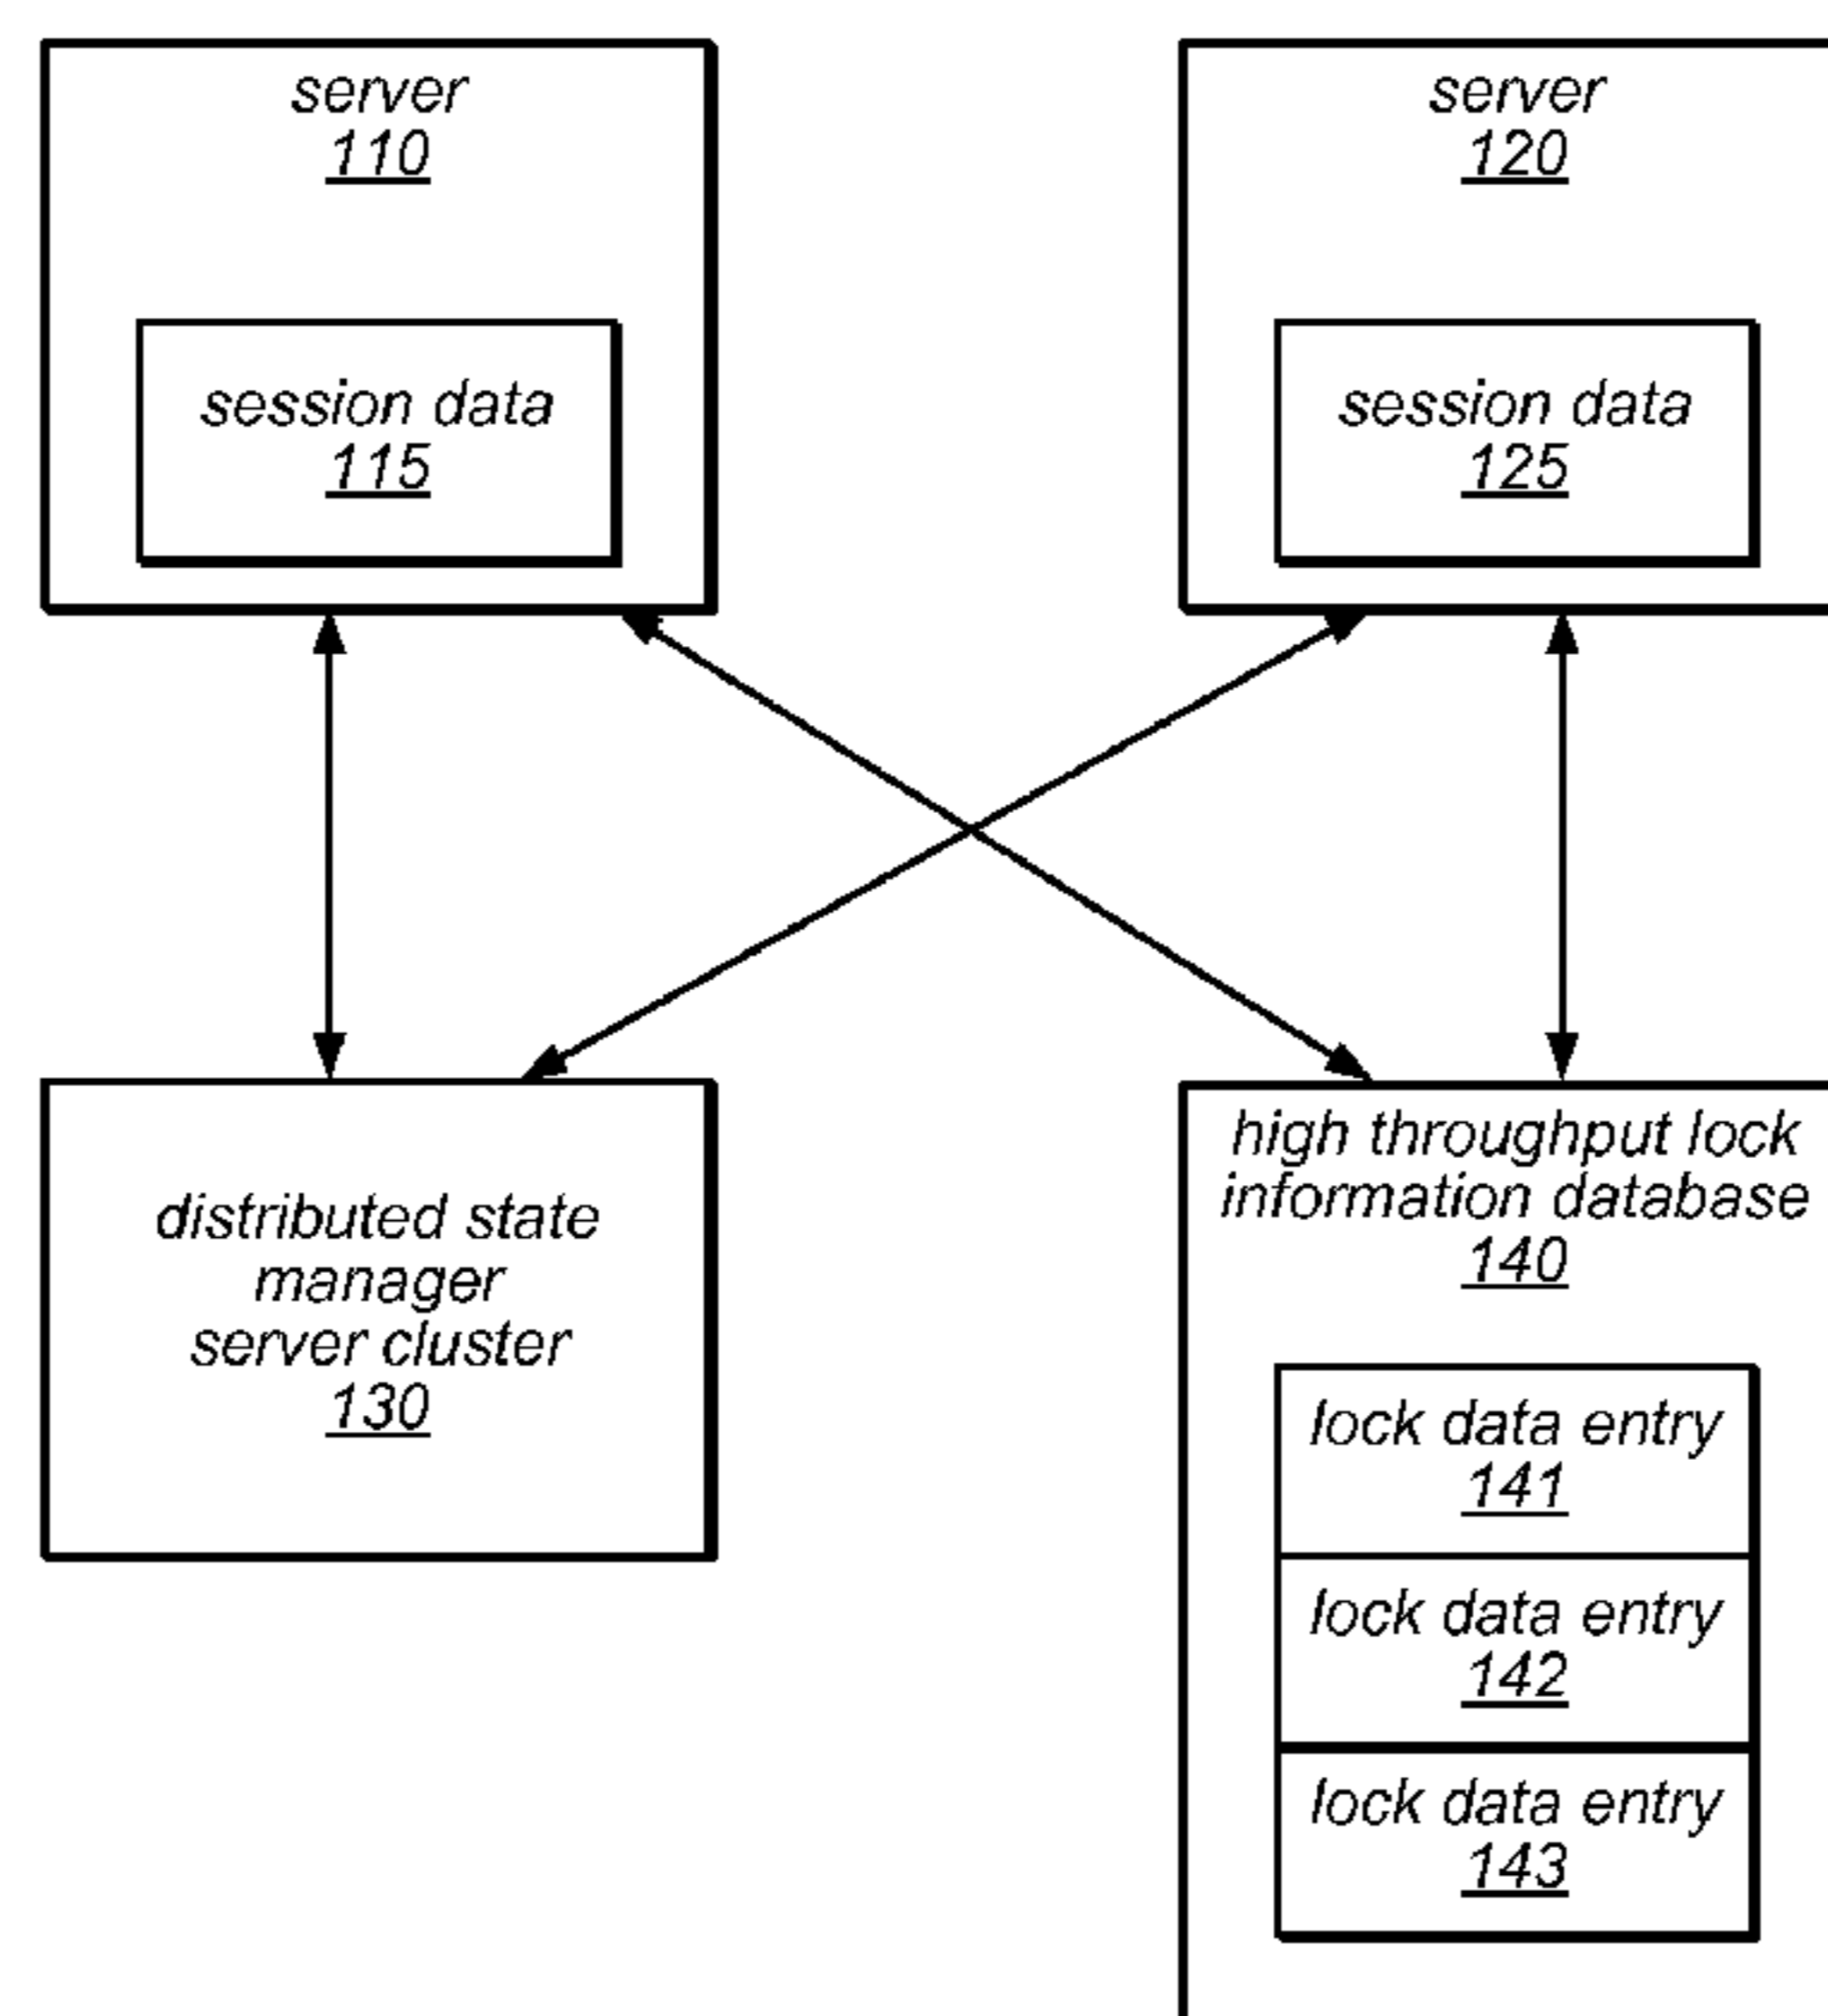 server
110
session data
115
server
120
session data
125
distributed state
manager
server cluster
130
high throughput lock
information database
140
lock data entry
141
lock data entry
142
lock data entry
143